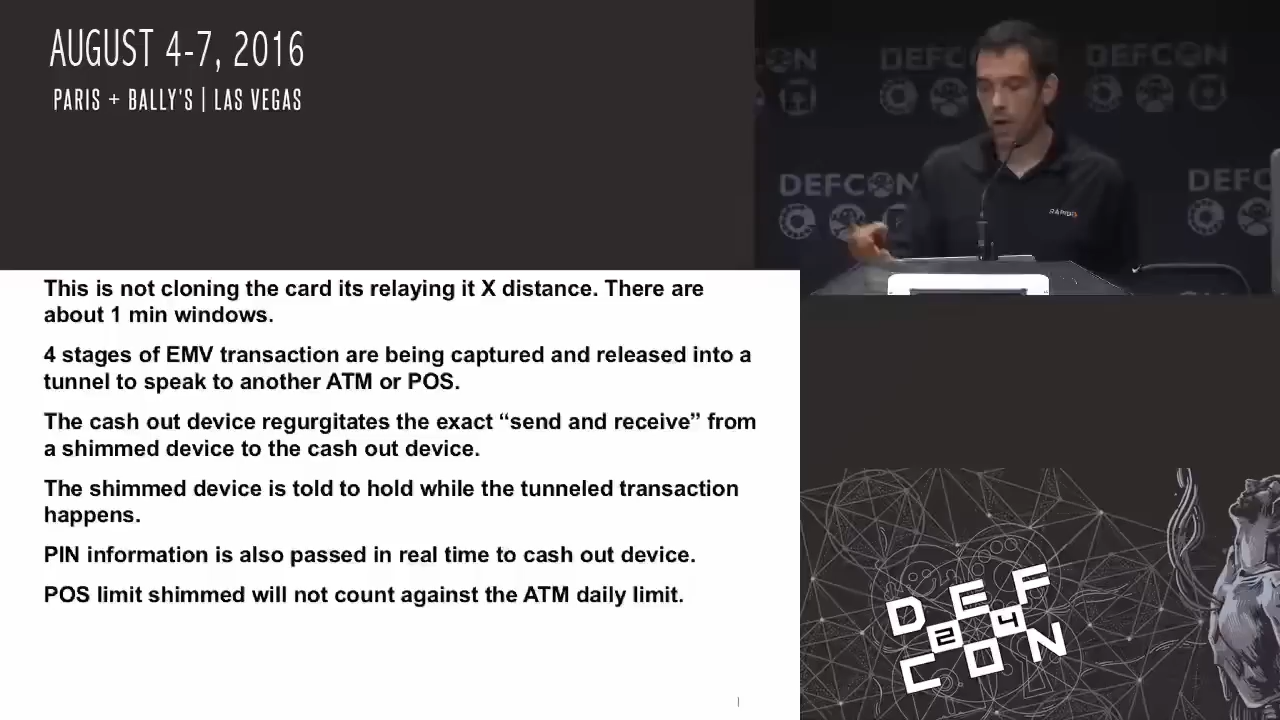 AUGUST 4-7, 2016
PARIS + BALLY'S | LAS VEGAS
DEFCON
DEFCON
DEFCON
RAPID7
This is not cloning the card its relaying it X distance. There are
about 1 min windows.
4 stages of EMV transaction are being captured and released into a
tunnel to speak to another ATM or POS.
The cash out device regurgitates the exact “send and receive” from
a shimmed device to the cash out device.
The shimmed device is told to hold while the tunneled transaction
happens.
PIN information is also passed in real time to cash out device.
POS limit shimmed will not count against the ATM daily limit.
DEF
24
CON